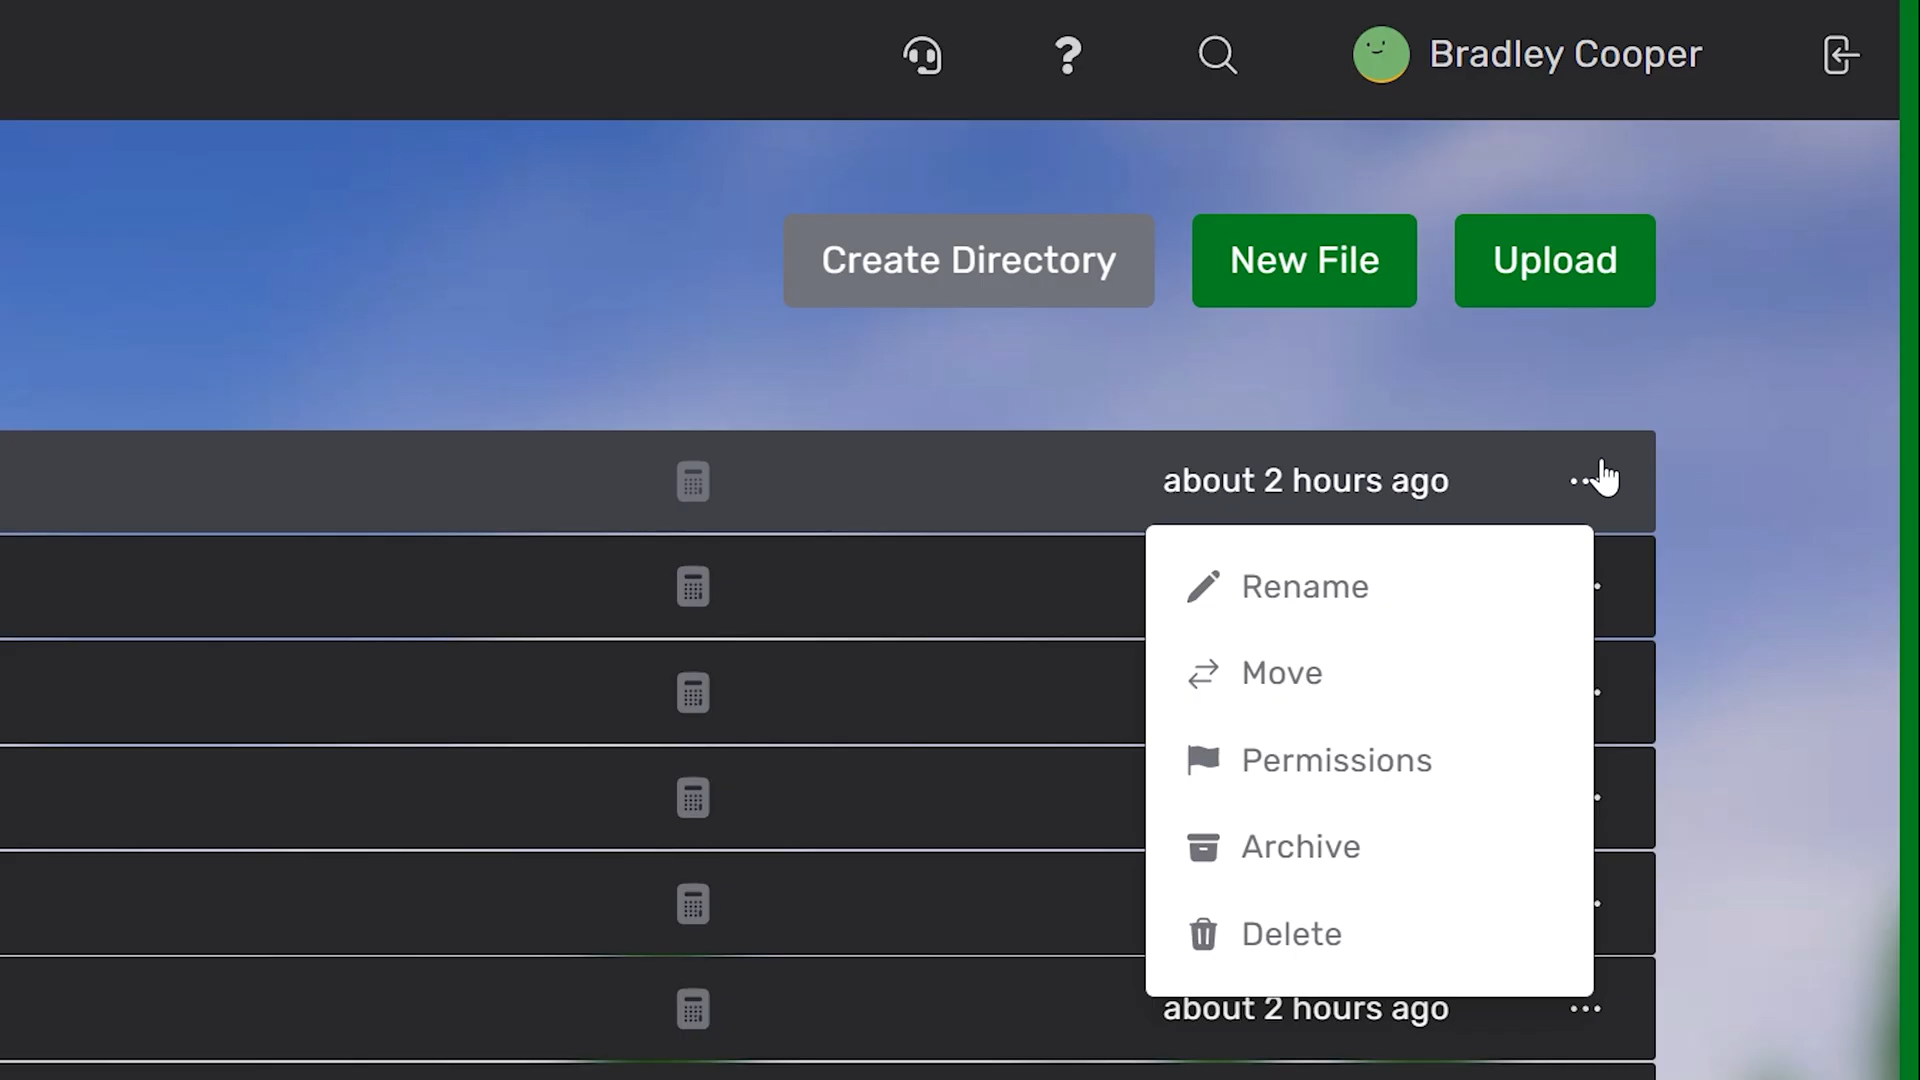 Bradley Cooper
Create Directory
New File
Upload
about 2 hours ago
Rename
Move
Permissions
Archive
Delete
about 2 hours ago